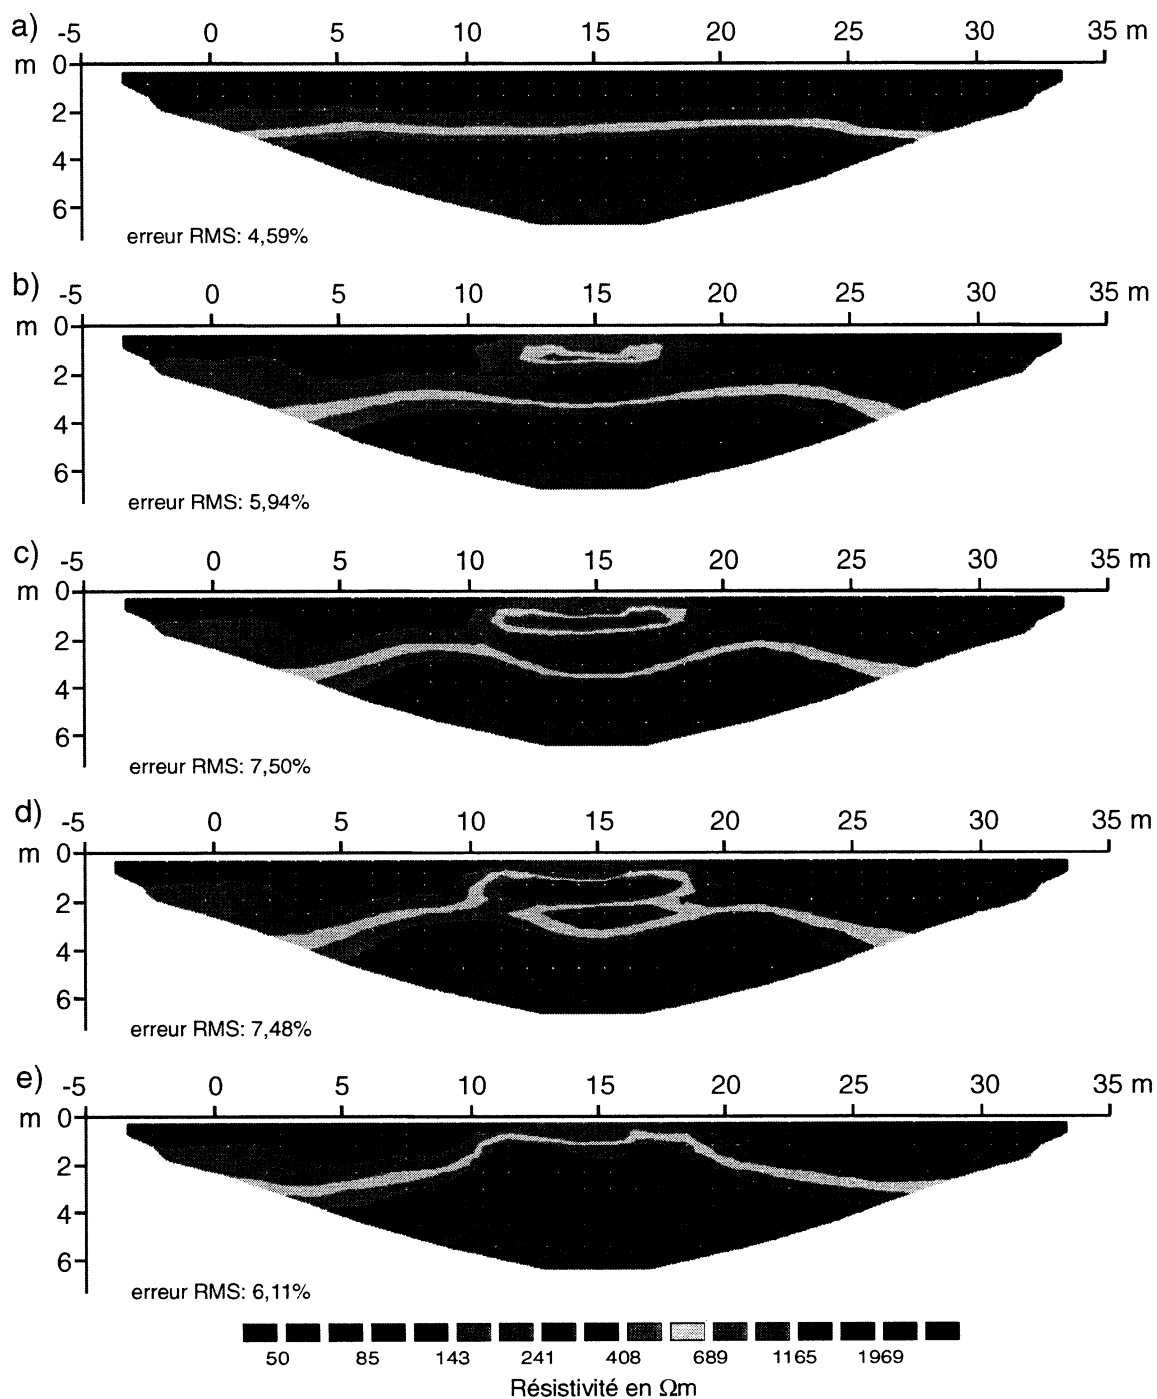 a) -5 0 5 10 15 20 25 30 35 m
m 0
2
4
6
erreur RMS: 4,59%
b) -5 0 5 10 15 20 25 30 35 m
m 0
2
4
6
erreur RMS: 5,94%
c) -5 0 5 10 15 20 25 30 35 m
m 0
2
4
6
erreur RMS: 7,50%
d) -5 0 5 10 15 20 25 30 35 m
m 0
2
4
6
erreur RMS: 7,48%
e) -5 0 5 10 15 20 25 30 35 m
m 0
2
4
6
erreur RMS: 6,11%
50 85 143 241 408 689 1165 1969
Résistivité en Ωm